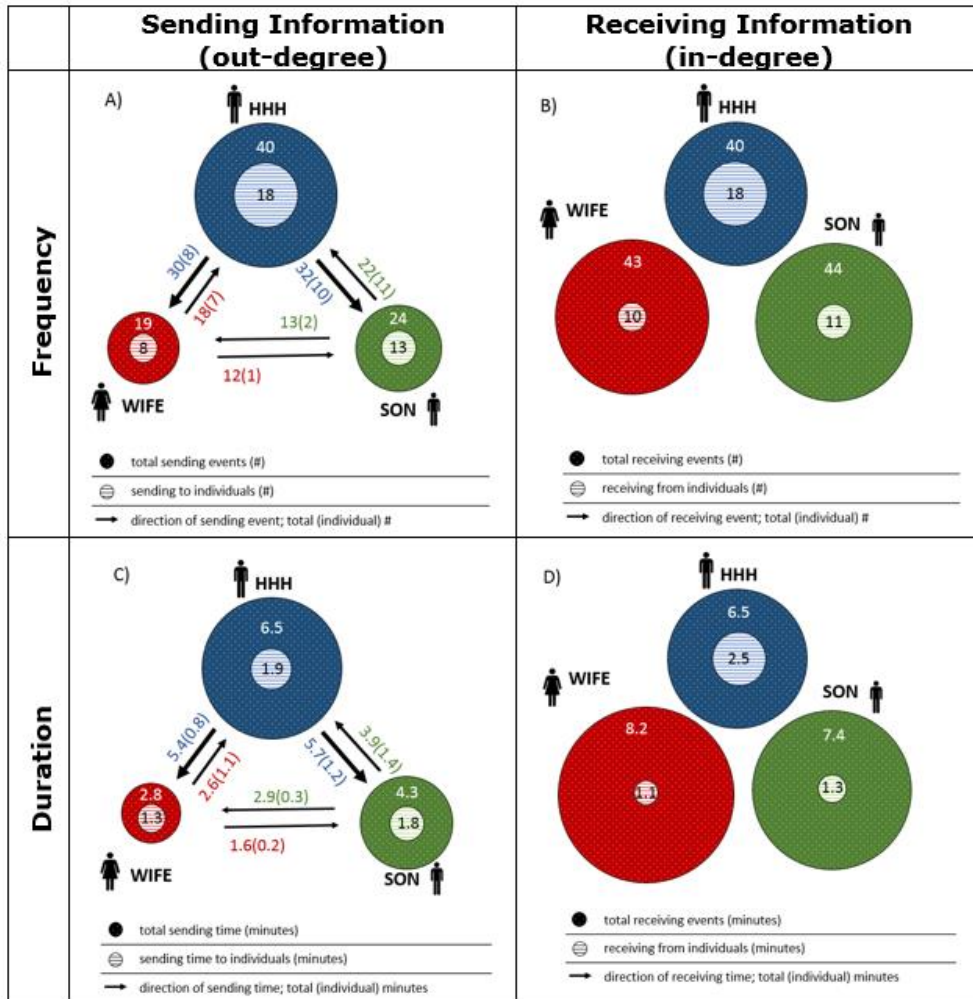 Sending Information
(out-degree)
Receiving Information
(in-degree)
Frequency
A)
HHH
40
18
30(8)
18(7)
32(10)
22(11)
19
8
13(2)
12(1)
24
13
WIFE
SON
total sending events (#)
sending to individuals (#)
direction of sending event; total (individual) #
B)
HHH
40
18
WIFE
SON
43
10
44
11
total receiving events (#)
receiving from individuals (#)
direction of receiving event; total (individual) #
Duration
C)
HHH
6.5
1.9
5.4(0.8)
2.6(1.1)
5.7(1.2)
3.9(1.4)
2.8
1.3
2.9(0.3)
1.6(0.2)
4.3
1.8
WIFE
SON
total sending time (minutes)
sending time to individuals (minutes)
direction of sending time; total (individual) minutes
D)
HHH
6.5
2.5
WIFE
SON
8.2
1.1
7.4
1.3
total receiving events (minutes)
receiving from individuals (minutes)
direction of receiving time; total (individual) minutes